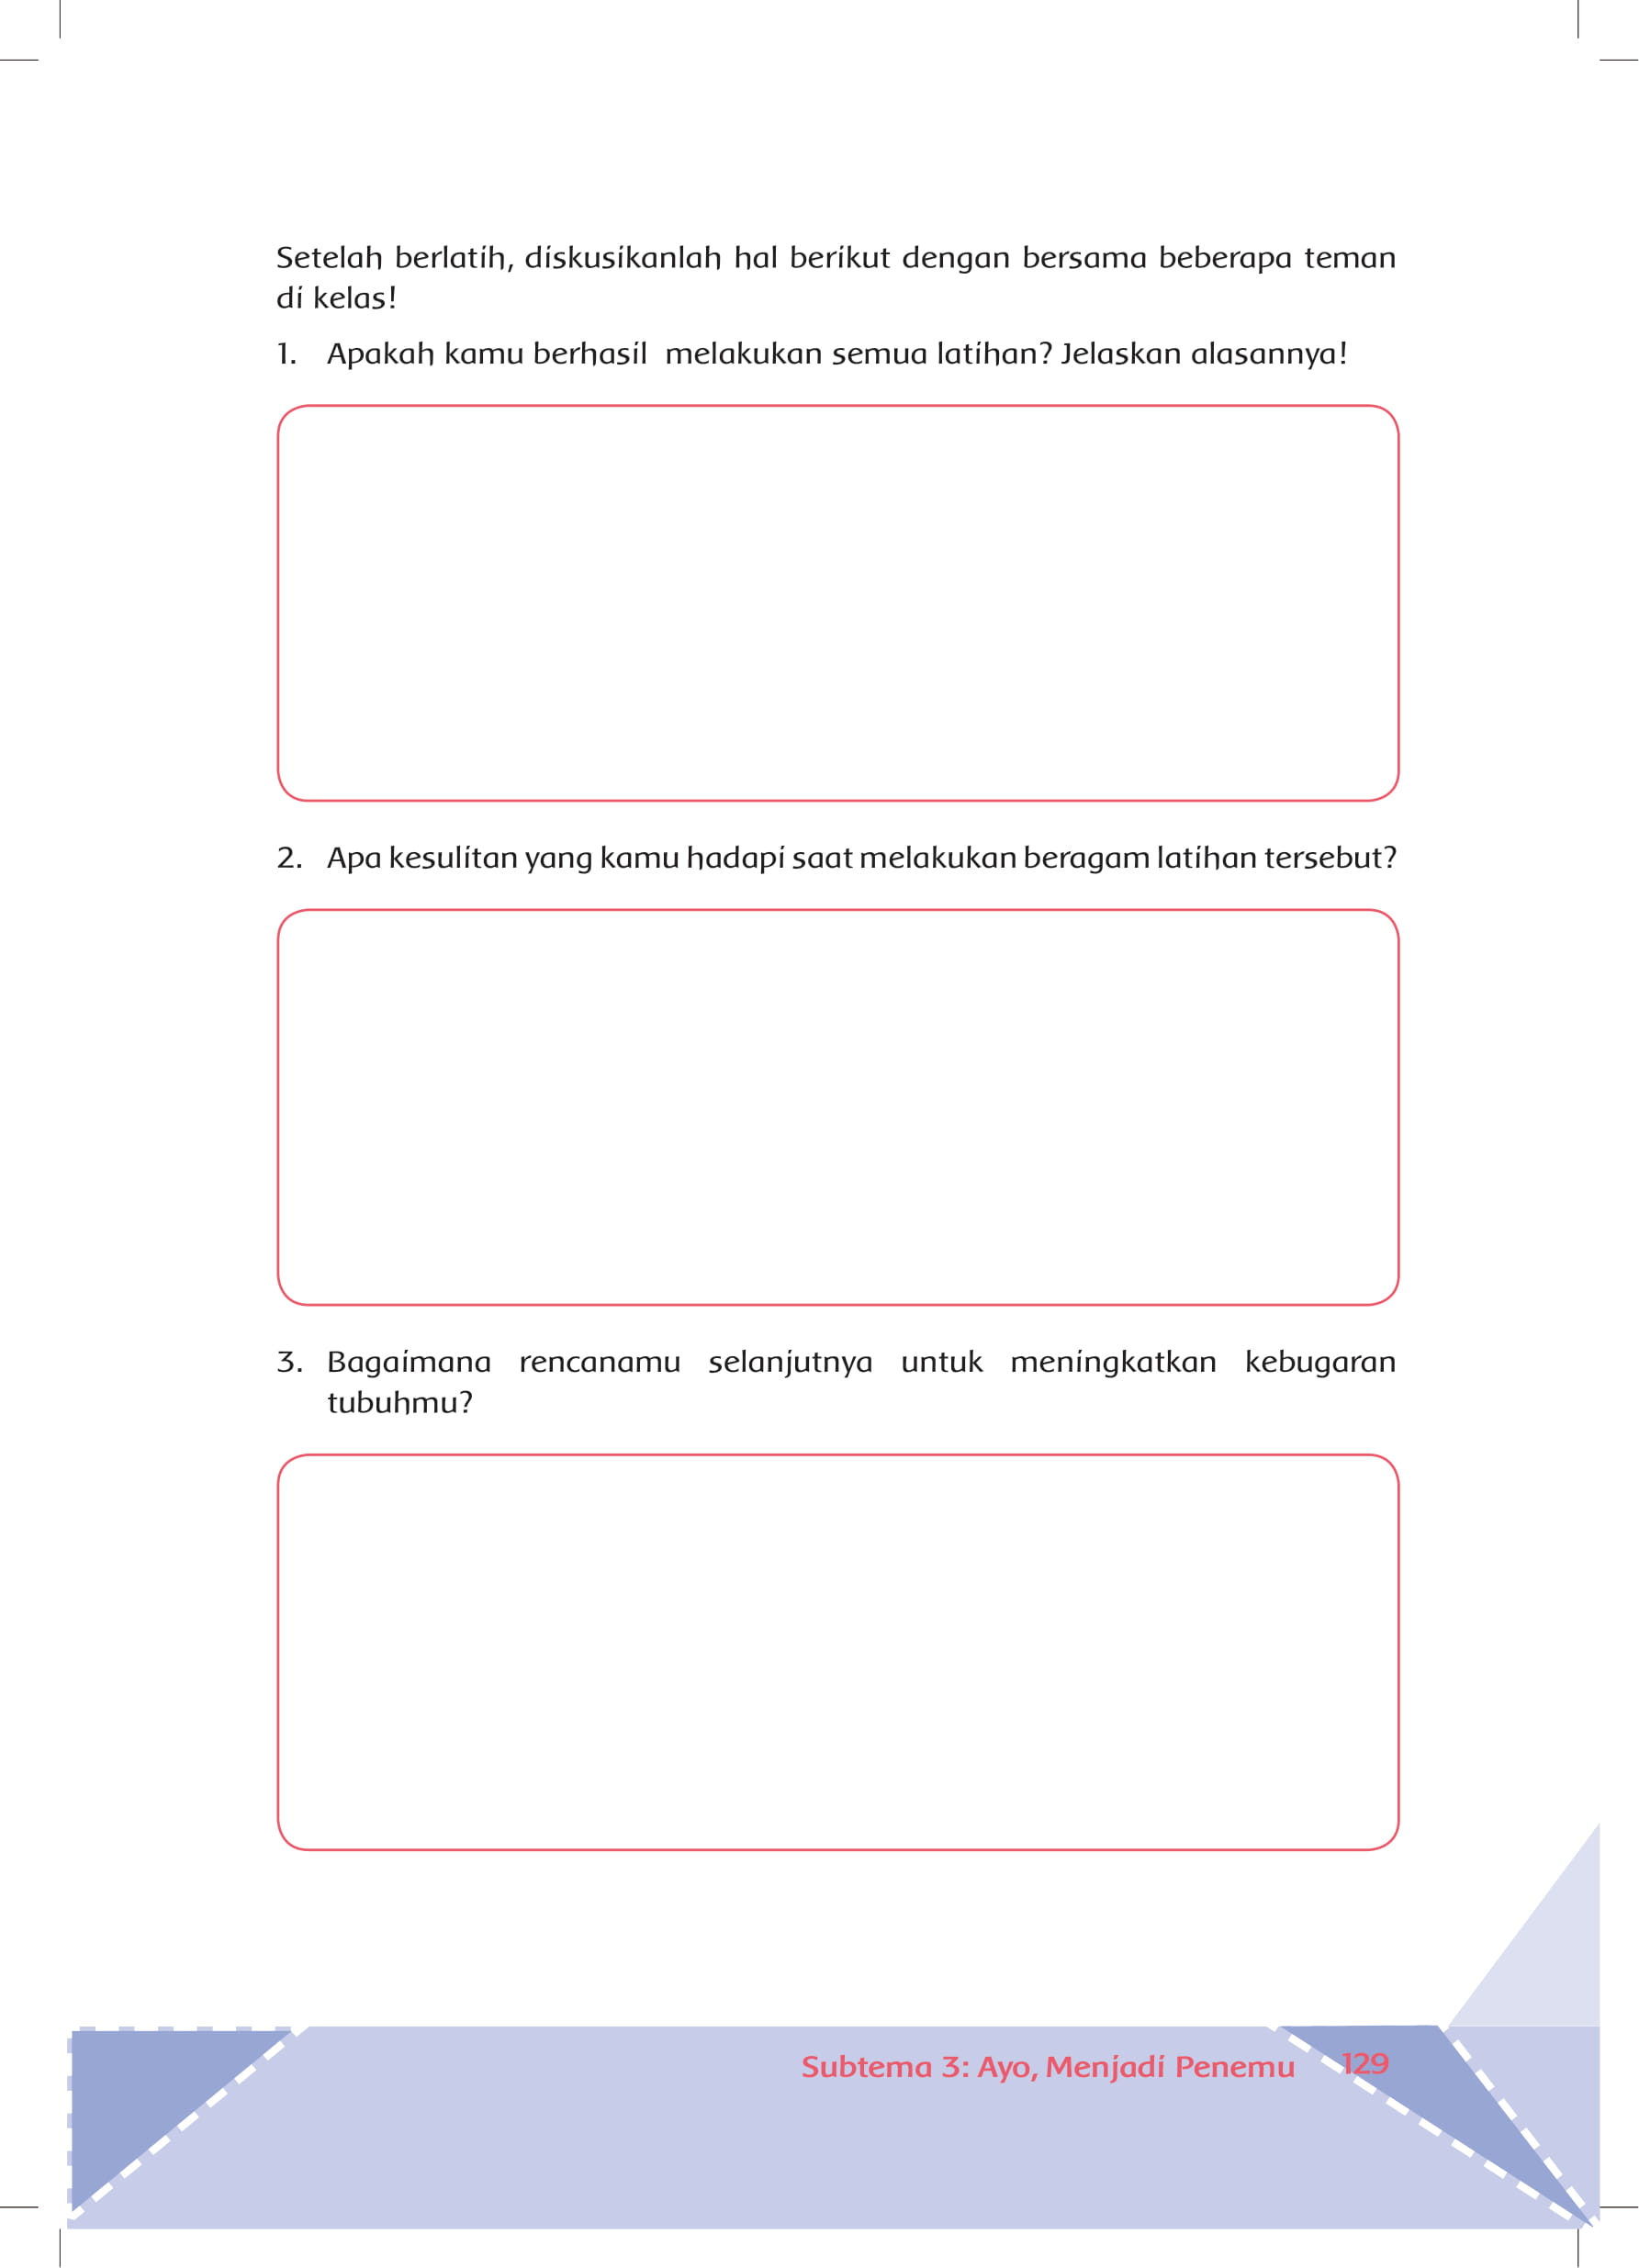 Setelah berlatih, diskusikanlah hal berikut dengan bersama beberapa teman
di kelas!
1. Apakah kamu berhasil melakukan semua latihan? Jelaskan alasannya!
2. Apa kesulitan yang kamu hadapi saat melakukan beragam latihan tersebut?
3. Bagaimana rencanamu selanjutnya untuk meningkatkan kebugaran
tubuhmu?
Subtema 3: Ayo, Menjadi Penemu 129